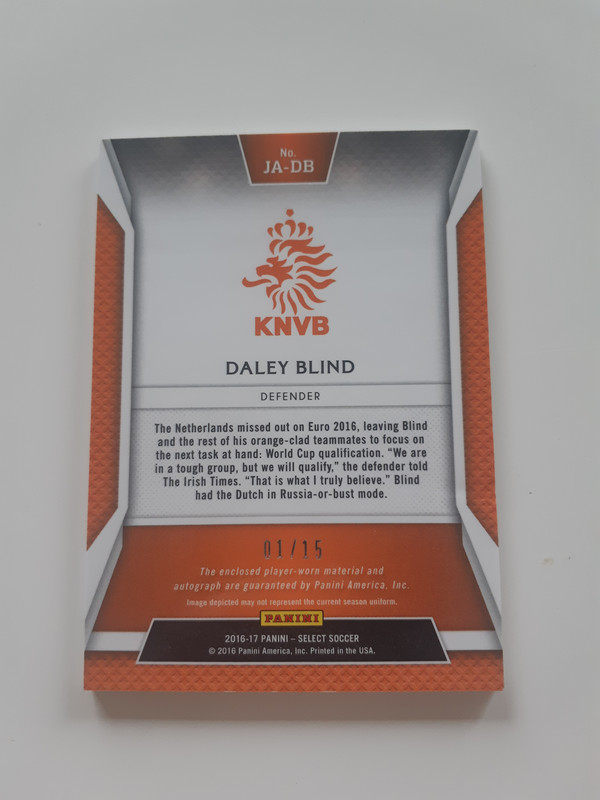 No.
JA-DB
KNVB
DALEY BLIND
DEFENDER
The Netherlands missed out on Euro 2016, leaving Blind
and the rest of his orange-clad teammates to focus on
the next task at hand: World Cup qualification. “We are
in a tough group, but we will qualify,” the defender told
The Irish Times. “That is what I truly believe.” Blind
had the Dutch in Russia-or-bust mode.
01/15
The enclosed player-worn material and
autograph are guaranteed by Panini America, Inc.
Image depicted may not represent the current season uniform.
PANINI
2016-17 PANINI – SELECT SOCCER
© 2016 Panini America, Inc. Printed in the USA.